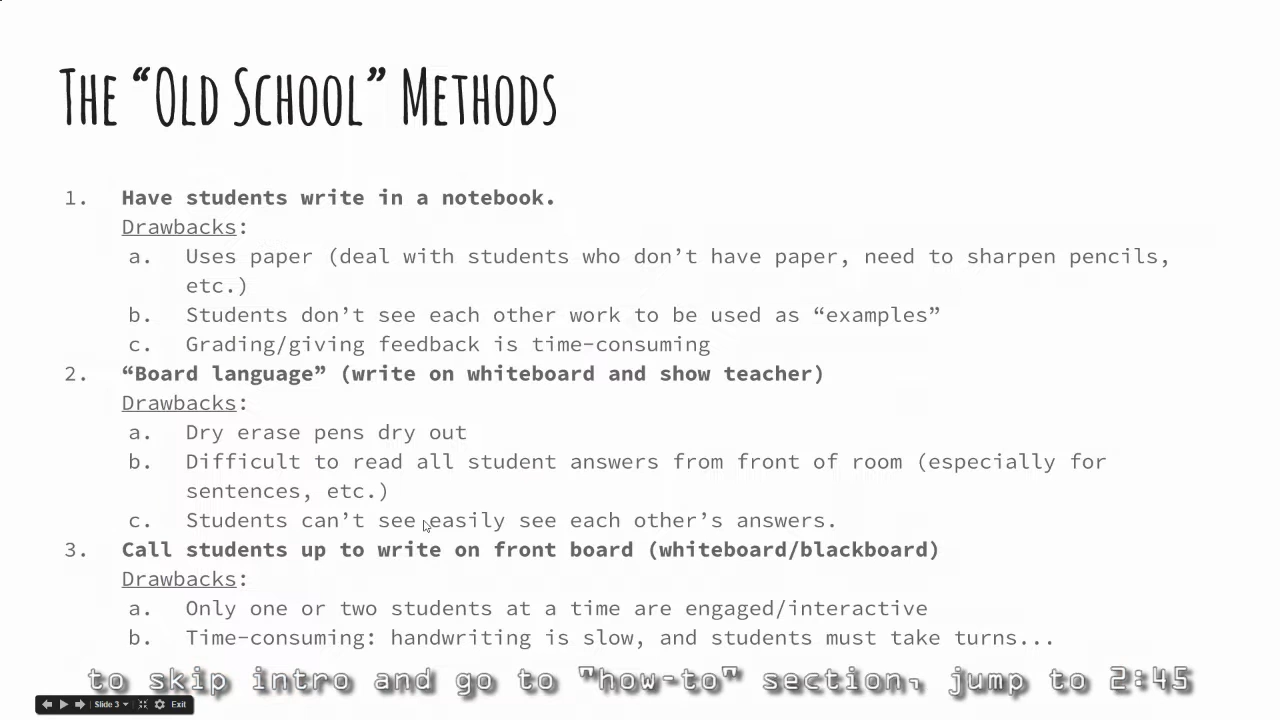 The “Old School” Methods
1. Have students write in a notebook.
Drawbacks:
a. Uses paper (deal with students who don’t have paper, need to sharpen pencils,
etc.)
b. Students don’t see each other work to be used as “examples”
c. Grading/giving feedback is time-consuming
2. “Board language” (write on whiteboard and show teacher)
Drawbacks:
a. Dry erase pens dry out
b. Difficult to read all student answers from front of room (especially for
sentences, etc.)
c. Students can’t see easily see each other’s answers.
3. Call students up to write on front board (whiteboard/blackboard)
Drawbacks:
a. Only one or two students at a time are engaged/interactive
b. Time-consuming: handwriting is slow, and students must take turns...
to skip intro and go to "how-to" section, jump to 2:45
Slide 3 Exit